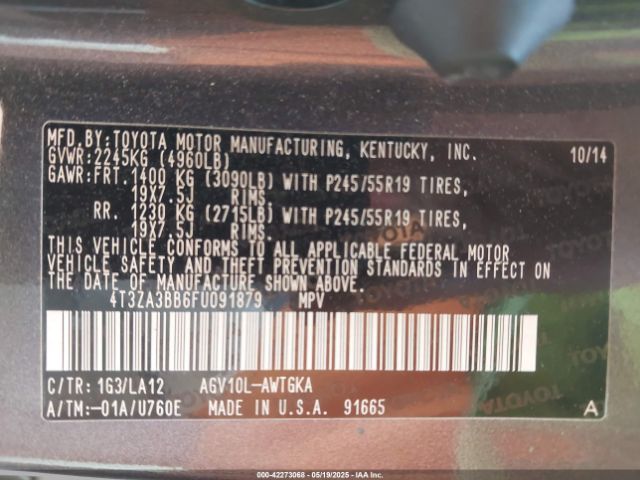 MFD.BY:TOYOTA MOTOR MANUFACTURING, KENTUCKY, INC. 10/14
GVWR:2245KG (4960LB)
GAWR:FRT. 1400 KG (3090LB) WITH P245/55R19 TIRES,
19X7.5J RIMS.
RR. 1230 KG (2715LB) WITH P245/55R19 TIRES,
19X7.5J RIMS.
THIS VEHICLE CONFORMS TO ALL APPLICABLE FEDERAL MOTOR
VEHICLE SAFETY AND THEFT PREVENTION STANDARDS IN EFFECT ON
THE DATE OF MANUFACTURE SHOWN ABOVE.
4T3ZA3BB6FU091879 MPV
C/TR: 1G3/LA12 AGV10L-AWTGKA
A/TM:-01A/U760E MADE IN U.S.A. 91665 A
000-42273068 - 05/19/2025 - IAAI.COM